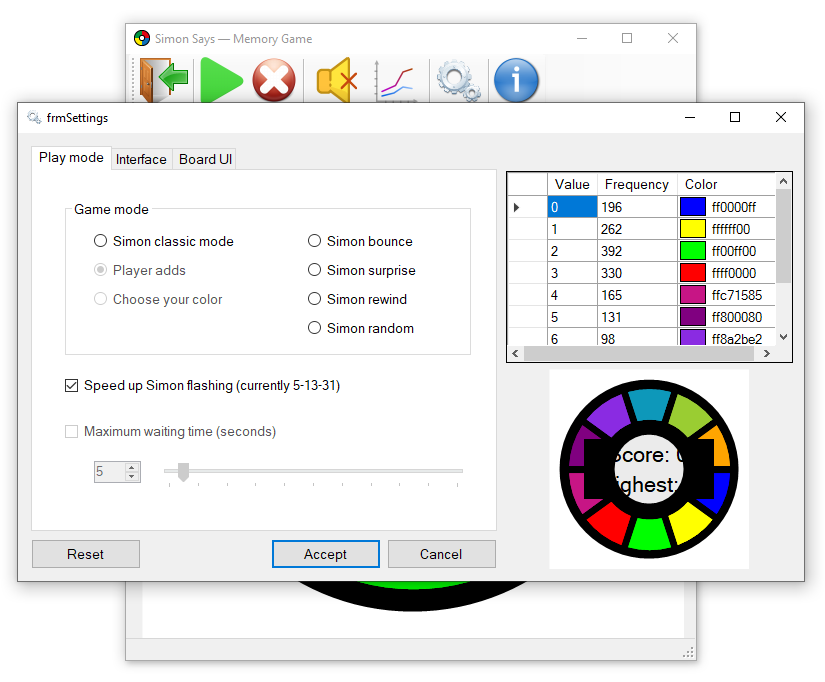 Simon Says — Memory Game
frmSettings
Play mode
Interface
Board UI
Game mode
Simon classic mode
Player adds
Choose your color
Simon bounce
Simon surprise
Simon rewind
Simon random
Speed up Simon flashing (currently 5-13-31)
Maximum waiting time (seconds)
5
Reset
Accept
Cancel
Value Frequency Color
0 196 ff0000ff
1 262 ffffff00
2 392 ff00ff00
3 330 ffff0000
4 165 ffc71585
5 131 ff800080
6 98 ff8a2be2
Score:
ighest: